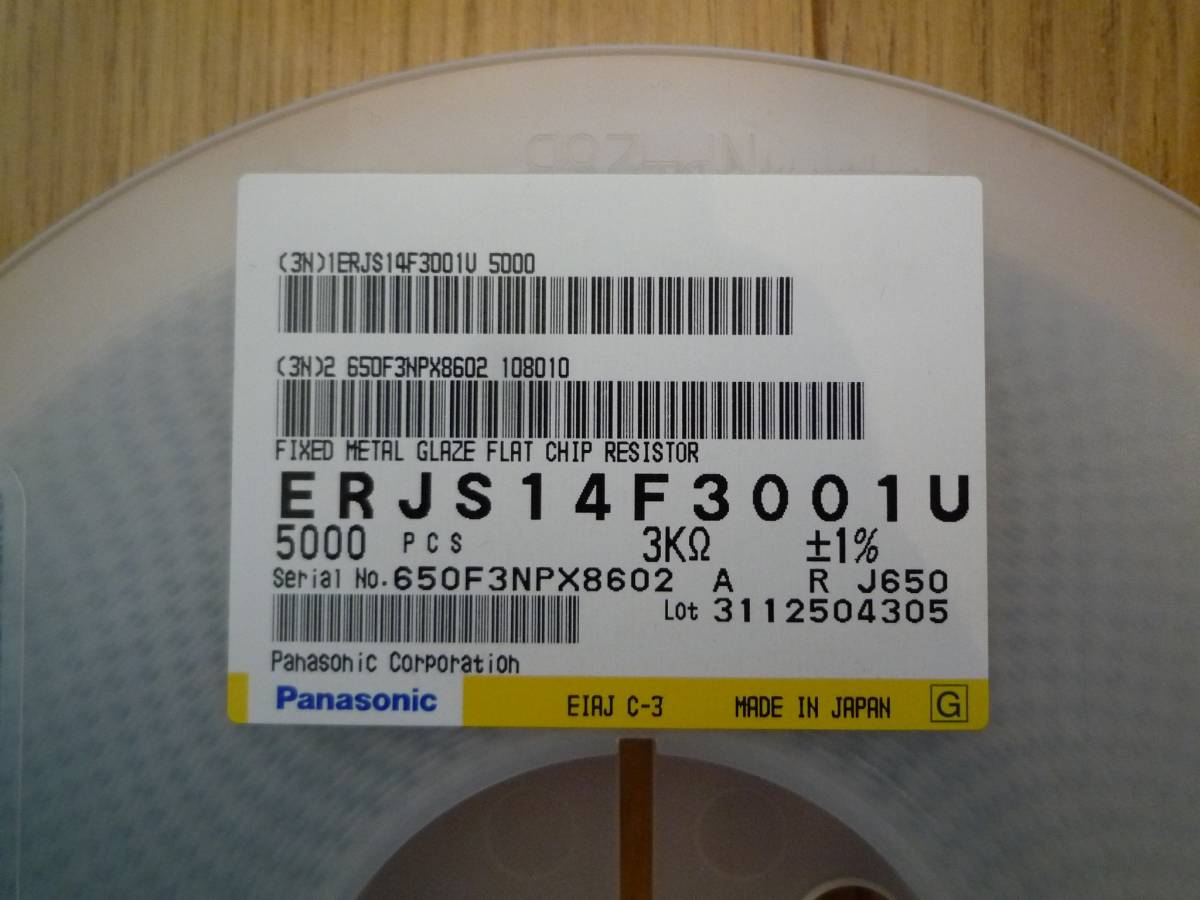 (3N)1ERJS14F3001U 5000
(3N)2 650F3NPX8602 108010
FIXED METAL GLAZE FLAT CHIP RESISTOR
ERJS14F3001U
5000 PCS 3KΩ ±1%
Serial No.650F3NPX8602 A R J650
Lot 3112504305
Panasonic Corporation
Panasonic EIAJ C-3 MADE IN JAPAN G